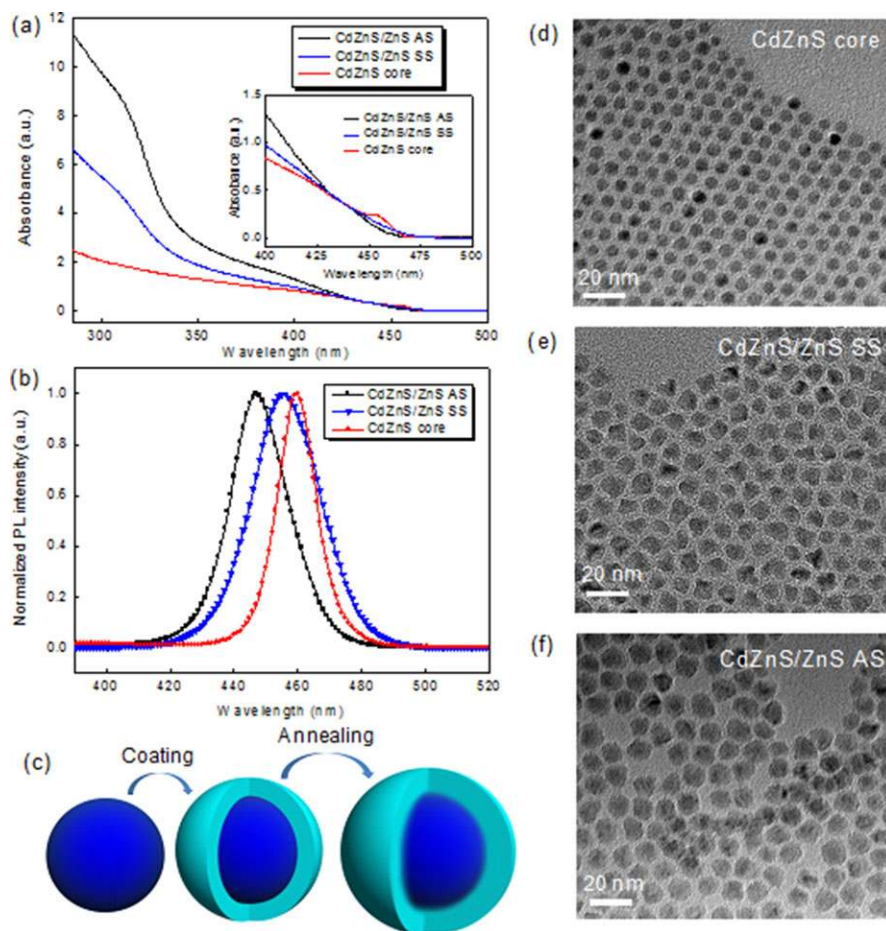 (a)
12
10
8
6
4
2
0
Absorbance (a.u.)
CdZnS/ZnS AS
CdZnS/ZnS SS
CdZnS core
1.5
1.0
0.5
0.0
Absobance (a.u.)
CdZnS/ZnS AS
CdZnS/ZnS SS
CdZnS core
400 425 450 475 500
Wavelength (nm)
300 350 400 450 500
Wavelength (nm)
(b)
1.0
0.8
0.6
0.4
0.2
0.0
Normalized PL intensity (a.u.)
CdZnS/ZnS AS
CdZnS/ZnS SS
CdZnS core
400 420 440 460 480 500 520
Wavelength (nm)
(c)
Coating
Annealing
(d)
CdZnS core
20 nm
(e)
CdZnS/ZnS SS
20 nm
(f)
CdZnS/ZnS AS
20 nm